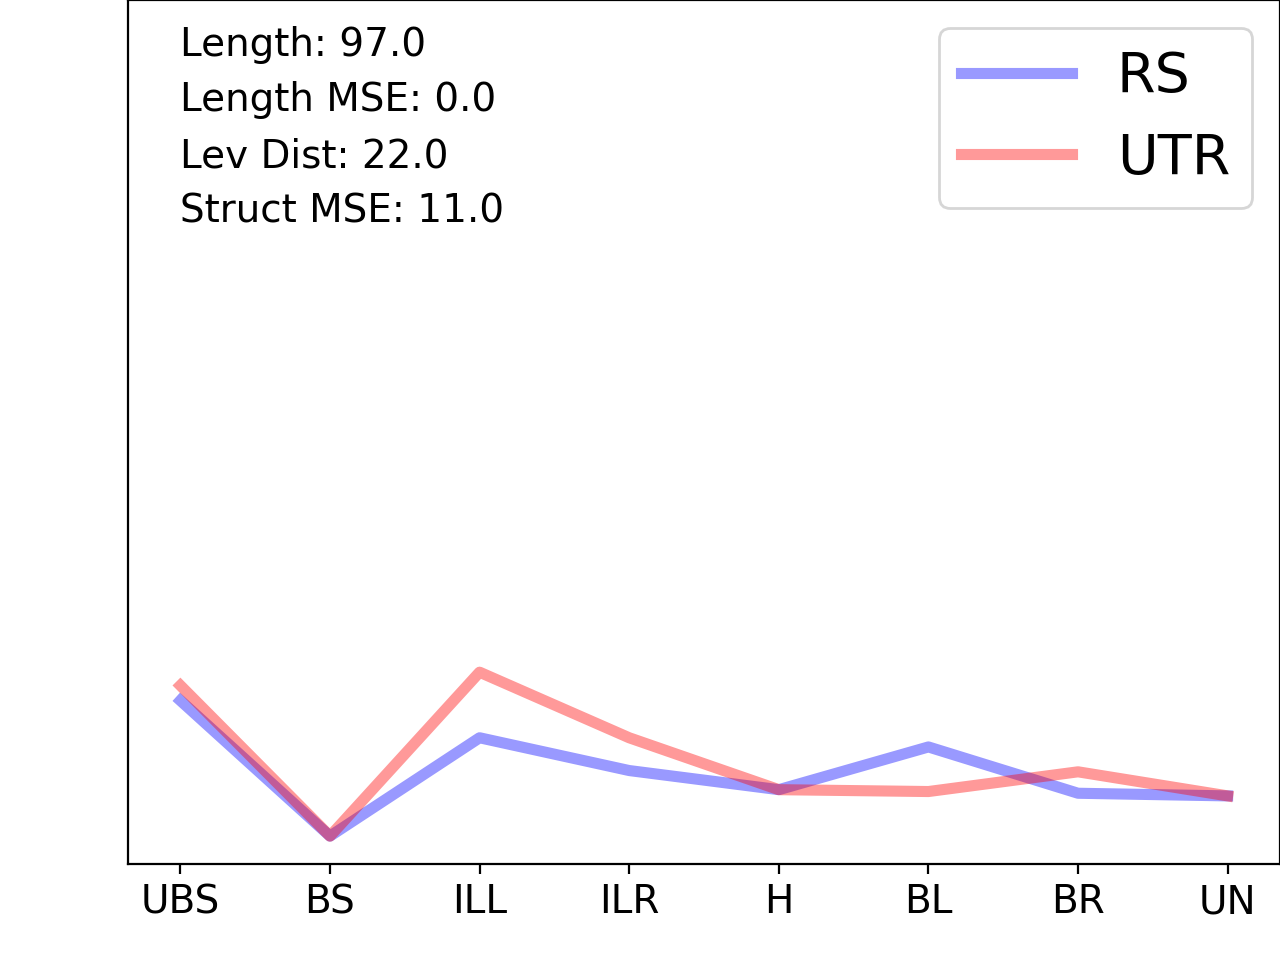 Length: 97.0
Length MSE: 0.0
Lev Dist: 22.0
Struct MSE: 11.0
RS
UTR
UBS BS ILL ILR H BL BR UN